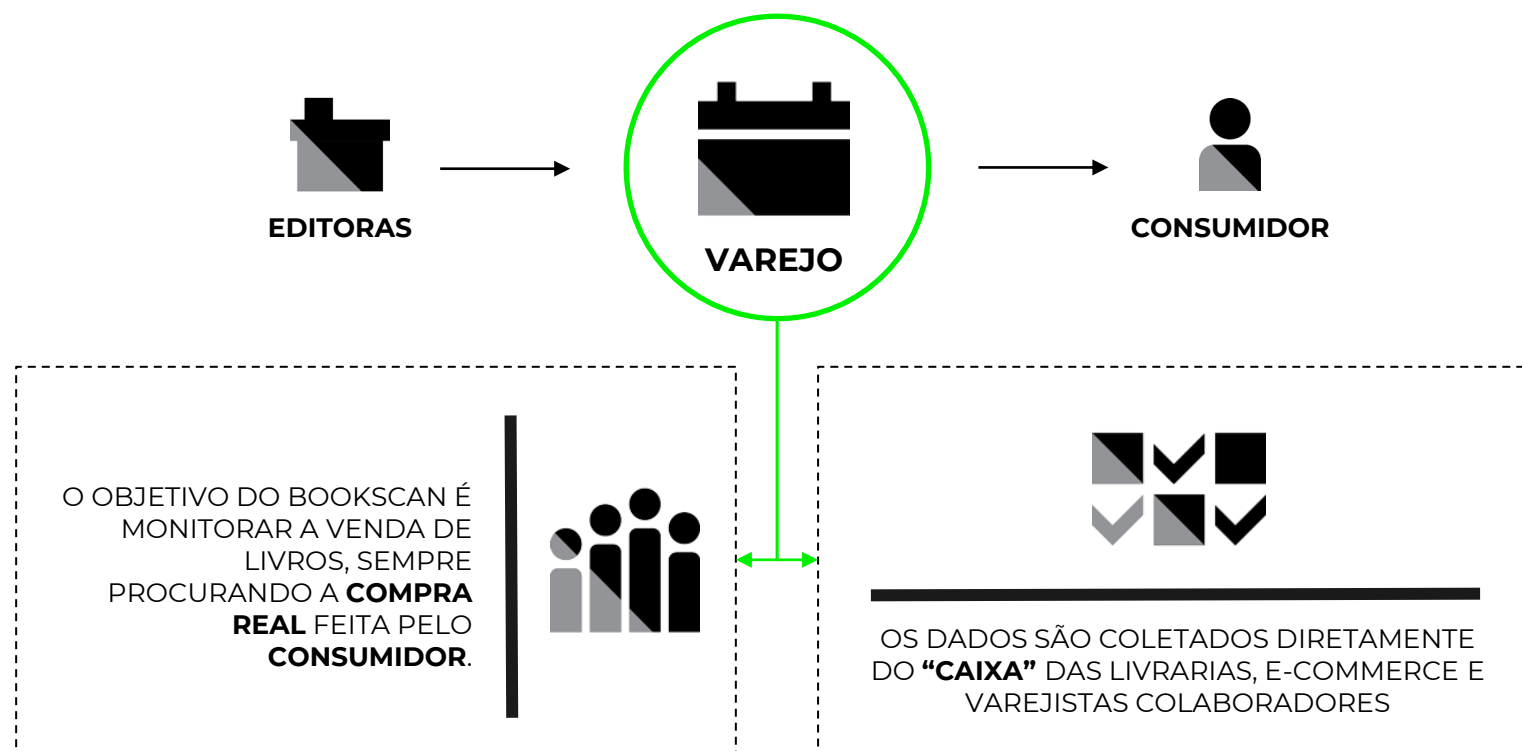 EDITORAS
VAREJO
CONSUMIDOR
O OBJETIVO DO BOOKSCAN É
MONITORAR A VENDA DE
LIVROS, SEMPRE
PROCURANDO A COMPRA
REAL FEITA PELO
CONSUMIDOR.
OS DADOS SÃO COLETADOS DIRETAMENTE
DO “CAIXA” DAS LIVRARIAS, E-COMMERCE E
VAREJISTAS COLABORADORES